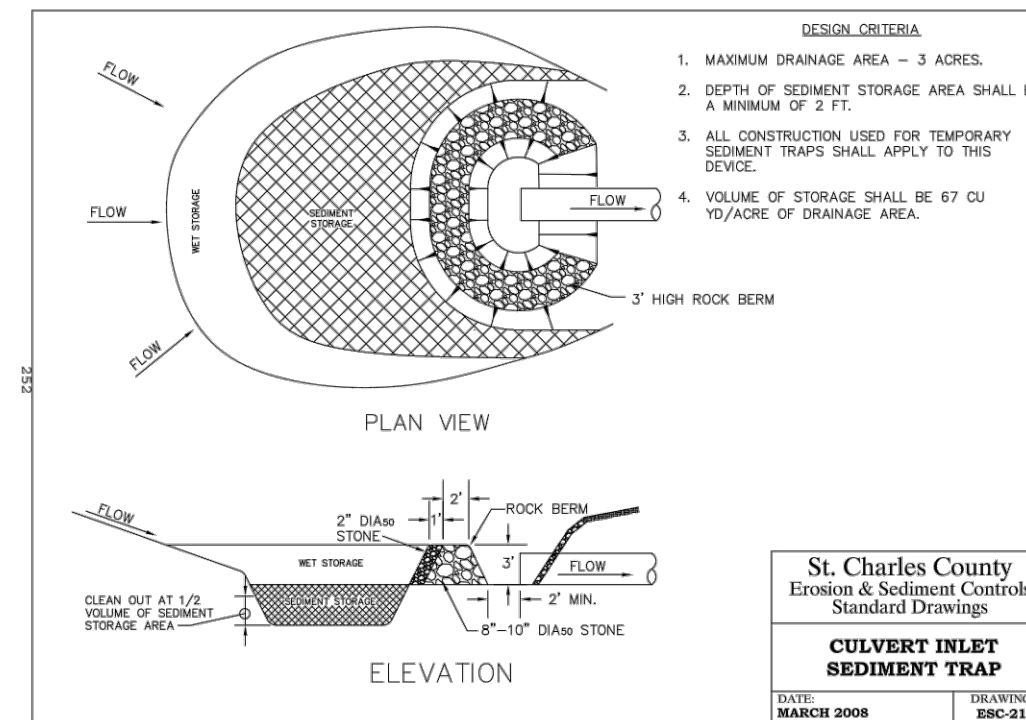 DESIGN CRITERIA
1. MAXIMUM DRAINAGE AREA – 3 ACRES.
2. DEPTH OF SEDIMENT STORAGE AREA SHALL
A MINIMUM OF 2 FT.
3. ALL CONSTRUCTION USED FOR TEMPORARY
SEDIMENT TRAPS SHALL APPLY TO THIS
DEVICE.
4. VOLUME OF STORAGE SHALL BE 67 CU
YD/ACRE OF DRAINAGE AREA.
FLOW
FLOW
FLOW
WET STORAGE
SEDIMENT
STORAGE
FLOW
3' HIGH ROCK BERM
PLAN VIEW
252
FLOW
2" DIA50
STONE
1'
2'
ROCK BERM
WET STORAGE
3'
FLOW
SEDIMENT STORAGE
CLEAN OUT AT 1/2
VOLUME OF SEDIMENT
STORAGE AREA
2' MIN.
8"–10" DIA50 STONE
ELEVATION
St. Charles County
Erosion & Sediment Controls
Standard Drawings
CULVERT INLET
SEDIMENT TRAP
DATE:
MARCH 2008
DRAWING
ESC-21